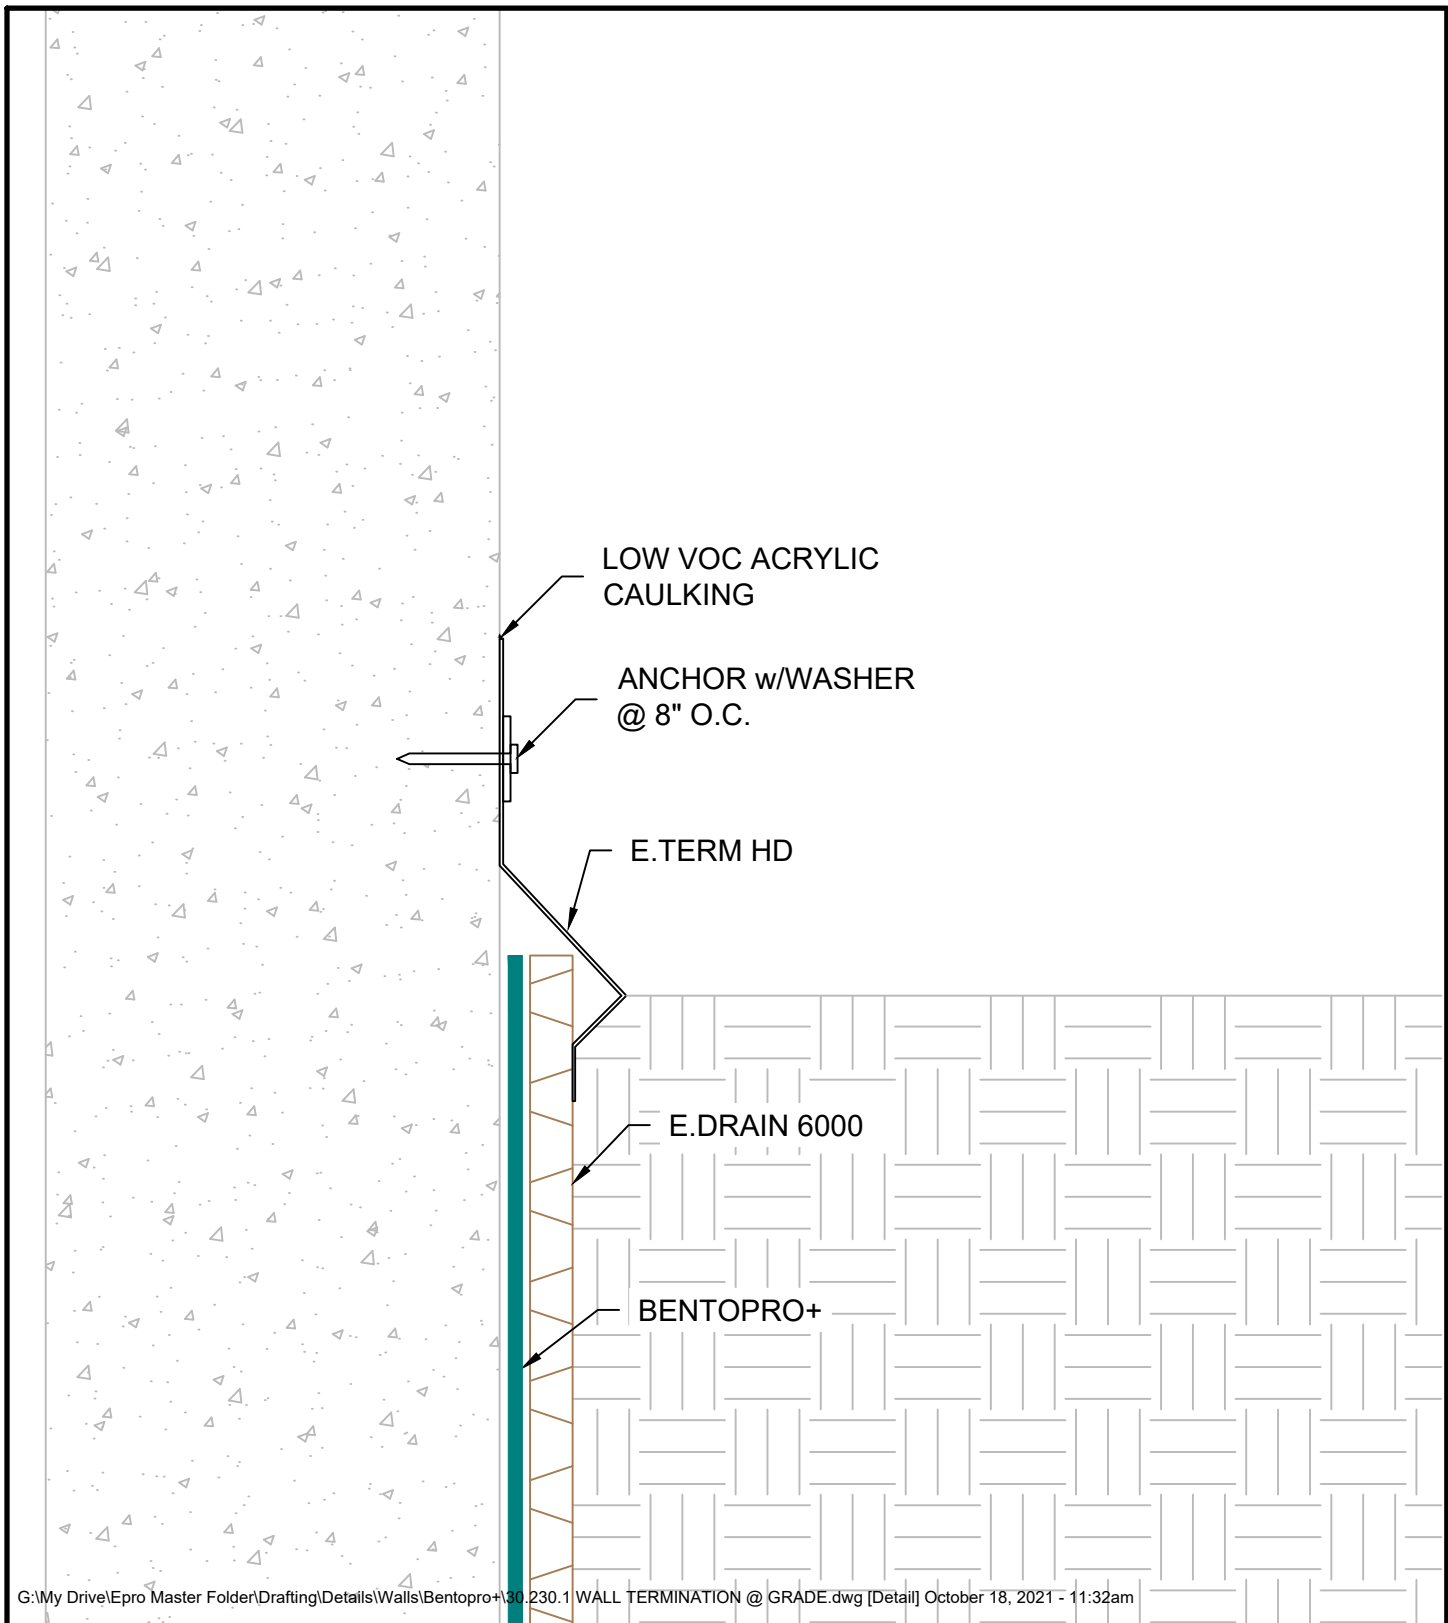 LOW VOC ACRYLIC
CAULKING
ANCHOR w/WASHER
@ 8" O.C.
E.TERM HD
E.DRAIN 6000
BENTOPRO+
G:\My Drive\Epro Master Folder\Drafting\Details\Walls\Bentopro+\30.230.1 WALL TERMINATION @ GRADE.dwg [Detail] October 18, 2021 - 11:32am